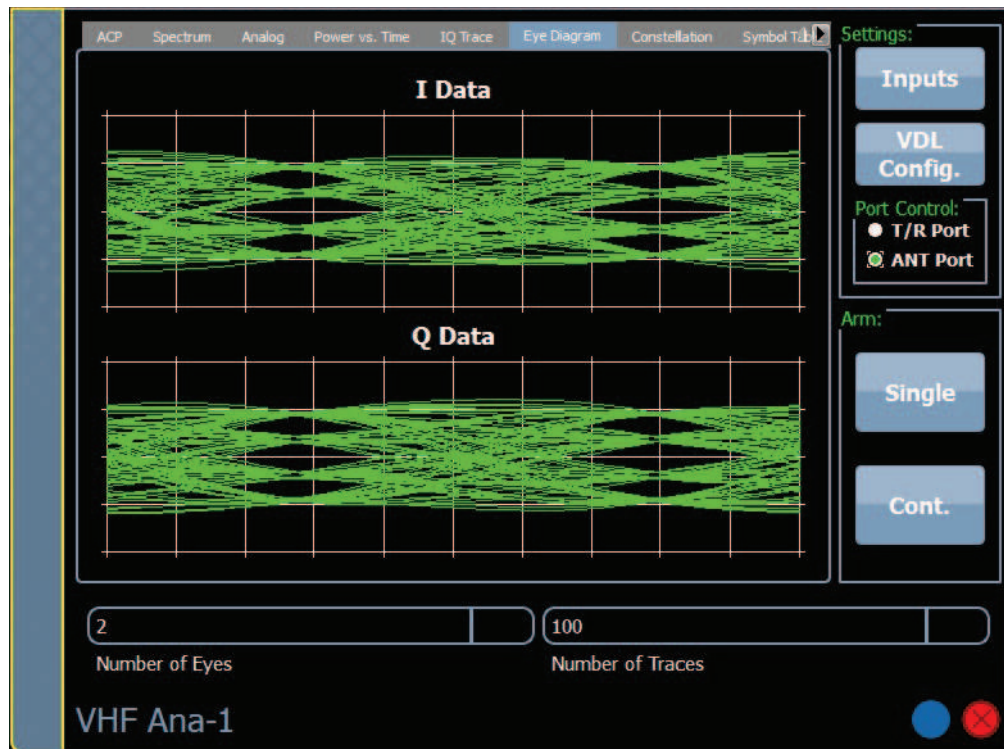 ACP Spectrum Analog Power vs. Time IQ Trace Eye Diagram Constellation Symbol
I Data
Q Data
Settings:
Inputs
VDL
Config.
Port Control:
T/R Port
ANT Port
Arm:
Single
Cont.
2
Number of Eyes
100
Number of Traces
VHF Ana-1